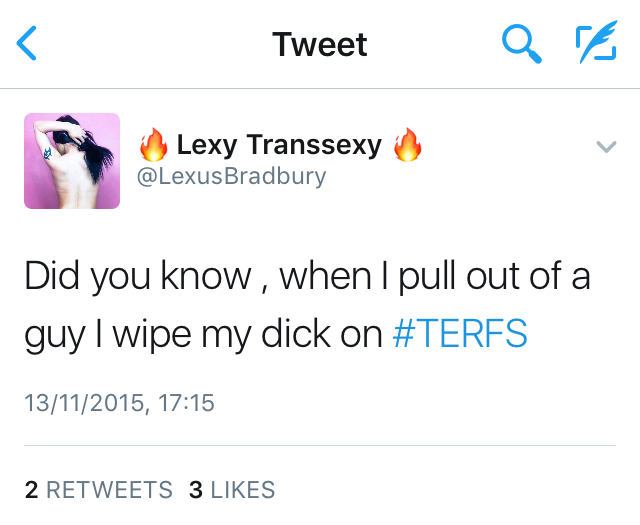 Tweet
🔥 Lexy Transsexy 🔥
@LexusBradbury
Did you know , when I pull out of a
guy I wipe my dick on #TERFS
13/11/2015, 17:15
2 RETWEETS 3 LIKES